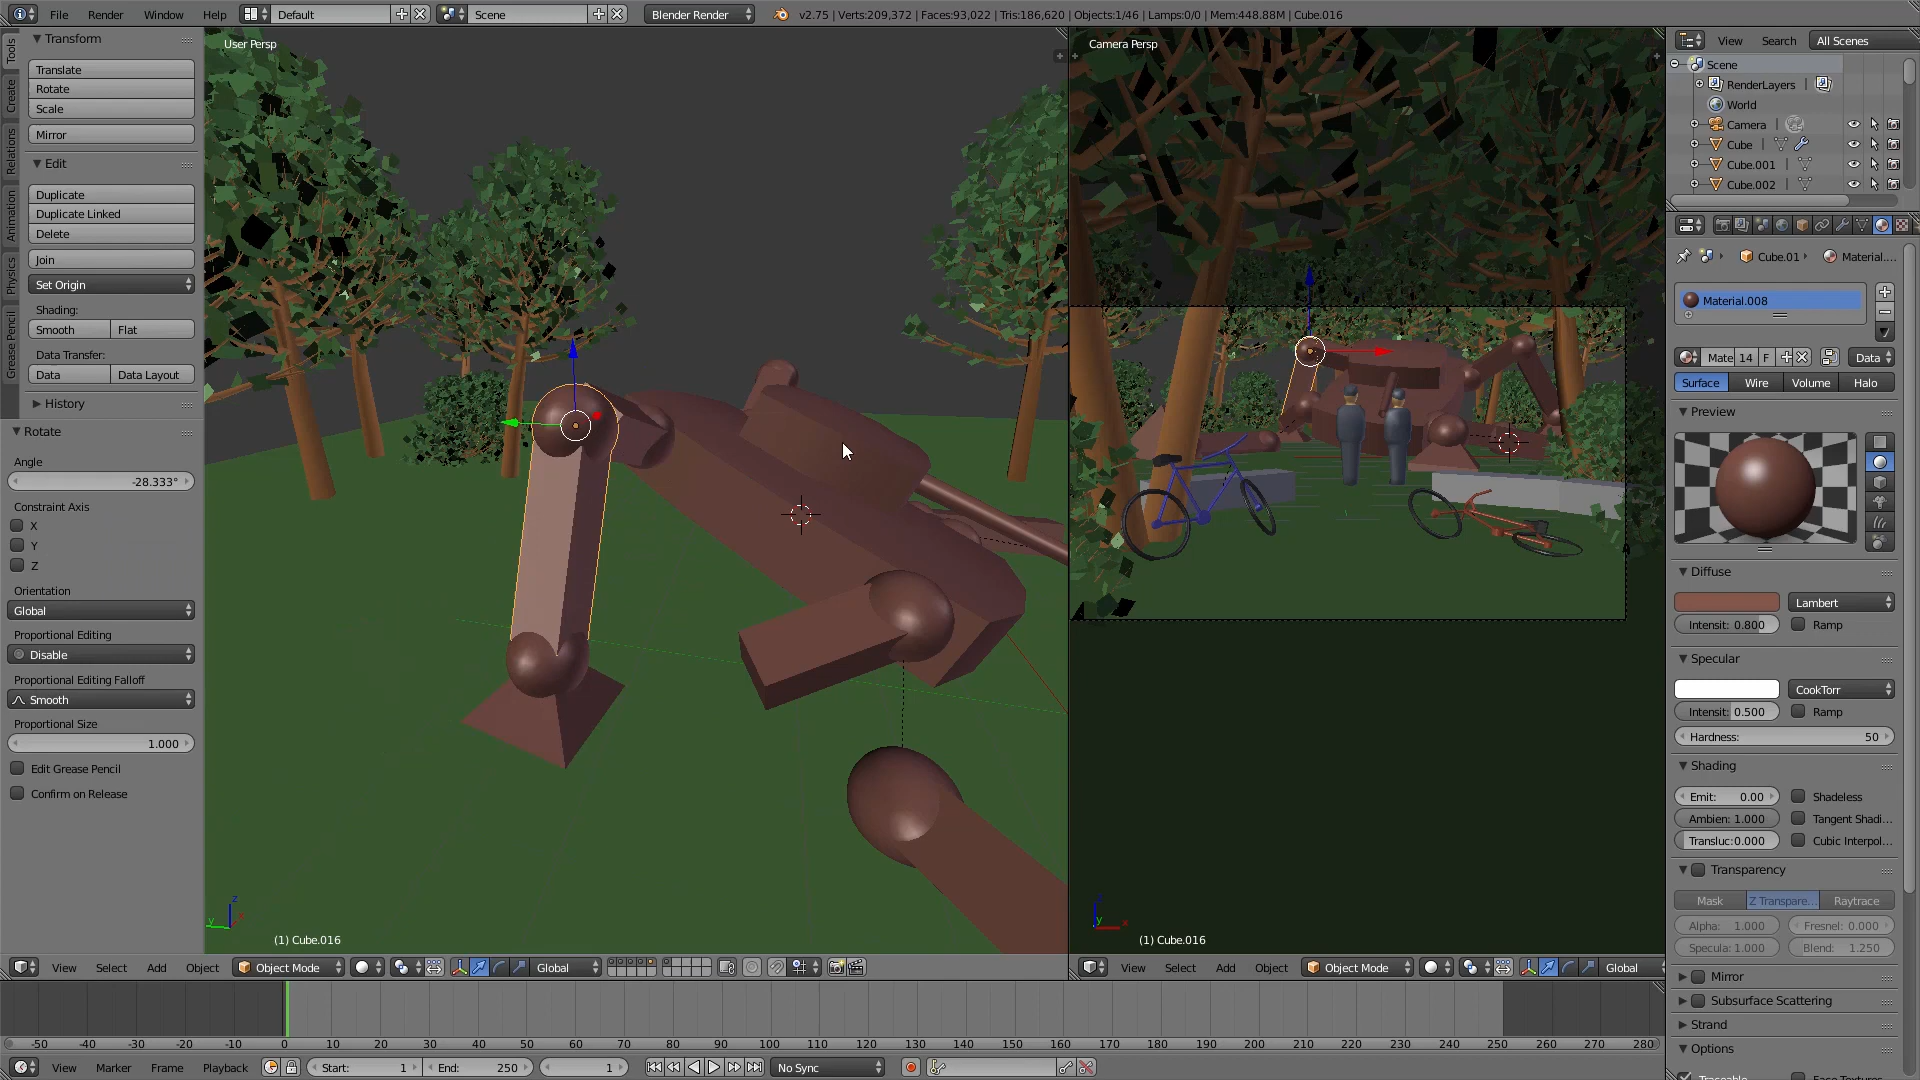 File Render Window Help Default Scene Blender Render v2.75 | Verts:209,372 | Faces:93,022 | Tris:186,620 | Objects:1/46 | Lamps:0/0 | Mem:448.88M | Cube.016
Tools
Create
Relations
Animation
Physics
Grease Pencil
Transform
Translate
Rotate
Scale
Mirror
Edit
Duplicate
Duplicate Linked
Delete
Join
Set Origin
Shading:
Smooth Flat
Data Transfer:
Data Data Layout
History
Rotate
Angle
-28.333°
Constraint Axis
X
Y
Z
Orientation
Global
Proportional Editing
Disable
Proportional Editing Falloff
Smooth
Proportional Size
1.000
Edit Grease Pencil
Confirm on Release
User Persp
z
y x
(1) Cube.016
View Select Add Object Object Mode Global
Camera Persp
z
y x
(1) Cube.016
View Select Add Object Object Mode Global
View Search All Scenes
Scene
RenderLayers
World
Camera
Cube
Cube.001
Cube.002
Cube.01 Material....
Material.008
Mate 14 F Data
Surface Wire Volume Halo
Preview
Diffuse
Lambert
Intensit: 0.800 Ramp
Specular
CookTorr
Intensit: 0.500 Ramp
Hardness: 50
Shading
Emit: 0.00 Shadeless
Ambien: 1.000 Tangent Shadi...
Transluc:0.000 Cubic Interpol...
Transparency
Mask Z Transpare... Raytrace
Alpha: 1.000 Fresnel: 0.000
Specula: 1.000 Blend: 1.250
Mirror
Subsurface Scattering
Strand
Options
-50 -40 -30 -20 -10 0 10 20 30 40 50 60 70 80 90 100 110 120 130 140 150 160 170 180 190 200 210 220 230 240 250 260 270 280
View Marker Frame Playback Start: 1 End: 250 1 No Sync